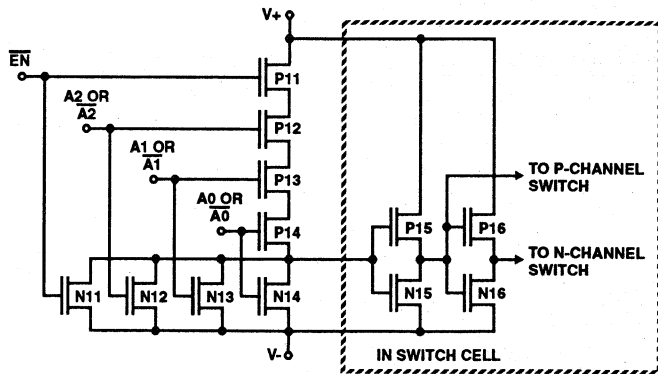 V+
EN
P11
A2 OR
A2
P12
A1 OR
A1
P13
A0 OR
A0
P14
TO P-CHANNEL
SWITCH
P15
P16
TO N-CHANNEL
SWITCH
N11
N12
N13
N14
N15
N16
V-
IN SWITCH CELL